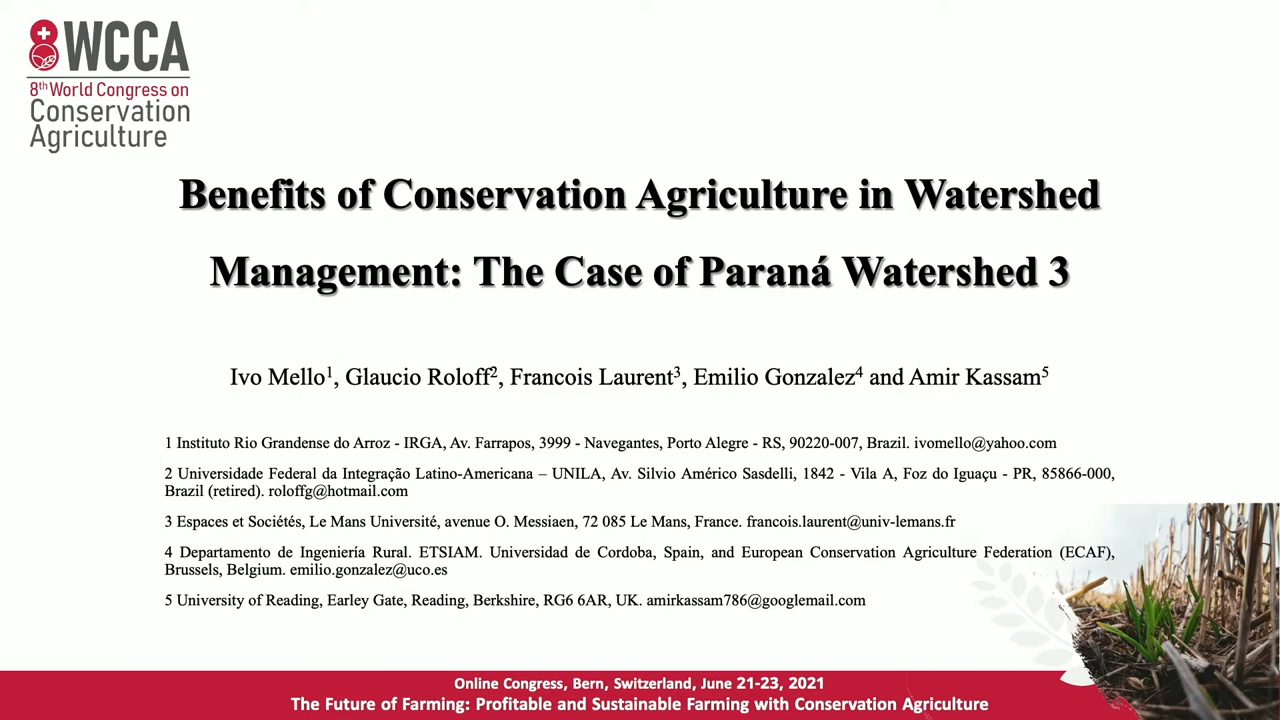 8WCCA
8th World Congress on
Conservation
Agriculture
Benefits of Conservation Agriculture in Watershed
Management: The Case of Paraná Watershed 3
Ivo Mello1, Glaucio Roloff2, Francois Laurent3, Emilio Gonzalez4 and Amir Kassam5
1 Instituto Rio Grandense do Arroz - IRGA, Av. Farrapos, 3999 - Navegantes, Porto Alegre - RS, 90220-007, Brazil. ivomello@yahoo.com
2 Universidade Federal da Integração Latino-Americana – UNILA, Av. Silvio Américo Sasdelli, 1842 - Vila A, Foz do Iguaçu - PR, 85866-000,
Brazil (retired). roloffg@hotmail.com
3 Espaces et Sociétés, Le Mans Université, avenue O. Messiaen, 72 085 Le Mans, France. francois.laurent@univ-lemans.fr
4 Departamento de Ingeniería Rural. ETSIAM. Universidad de Cordoba, Spain, and European Conservation Agriculture Federation (ECAF),
Brussels, Belgium. emilio.gonzalez@uco.es
5 University of Reading, Earley Gate, Reading, Berkshire, RG6 6AR, UK. amirkassam786@googlemail.com
Online Congress, Bern, Switzerland, June 21-23, 2021
The Future of Farming: Profitable and Sustainable Farming with Conservation Agriculture